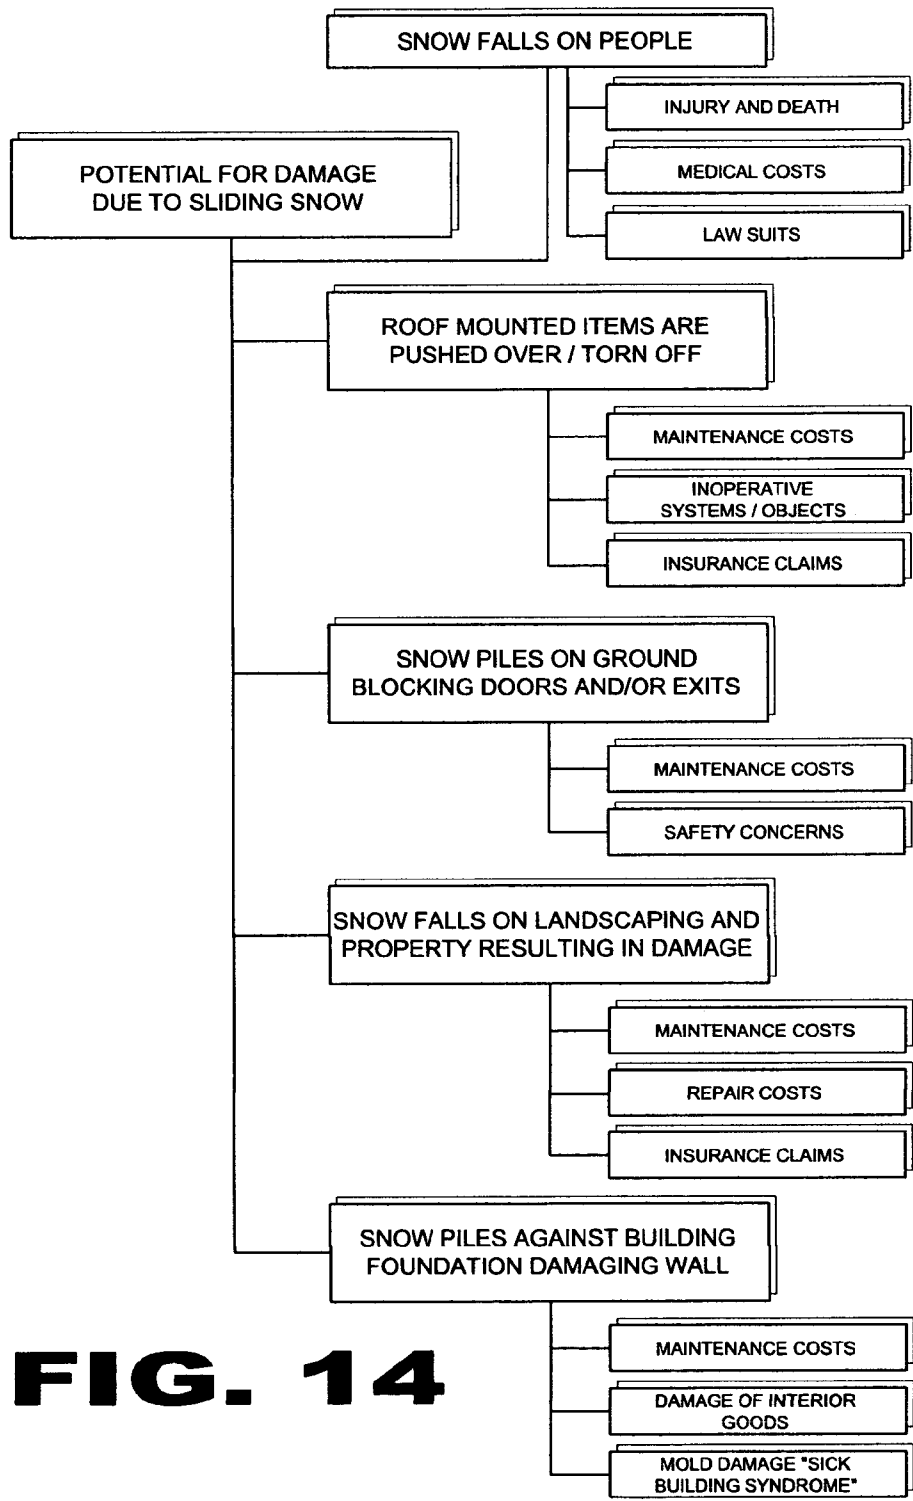 SNOW FALLS ON PEOPLE
INJURY AND DEATH
MEDICAL COSTS
LAW SUITS
POTENTIAL FOR DAMAGE
DUE TO SLIDING SNOW
ROOF MOUNTED ITEMS ARE
PUSHED OVER / TORN OFF
MAINTENANCE COSTS
INOPERATIVE
SYSTEMS / OBJECTS
INSURANCE CLAIMS
SNOW PILES ON GROUND
BLOCKING DOORS AND/OR EXITS
MAINTENANCE COSTS
SAFETY CONCERNS
SNOW FALLS ON LANDSCAPING AND
PROPERTY RESULTING IN DAMAGE
MAINTENANCE COSTS
REPAIR COSTS
INSURANCE CLAIMS
SNOW PILES AGAINST BUILDING
FOUNDATION DAMAGING WALL
MAINTENANCE COSTS
DAMAGE OF INTERIOR
GOODS
MOLD DAMAGE "SICK
BUILDING SYNDROME"
FIG. 14